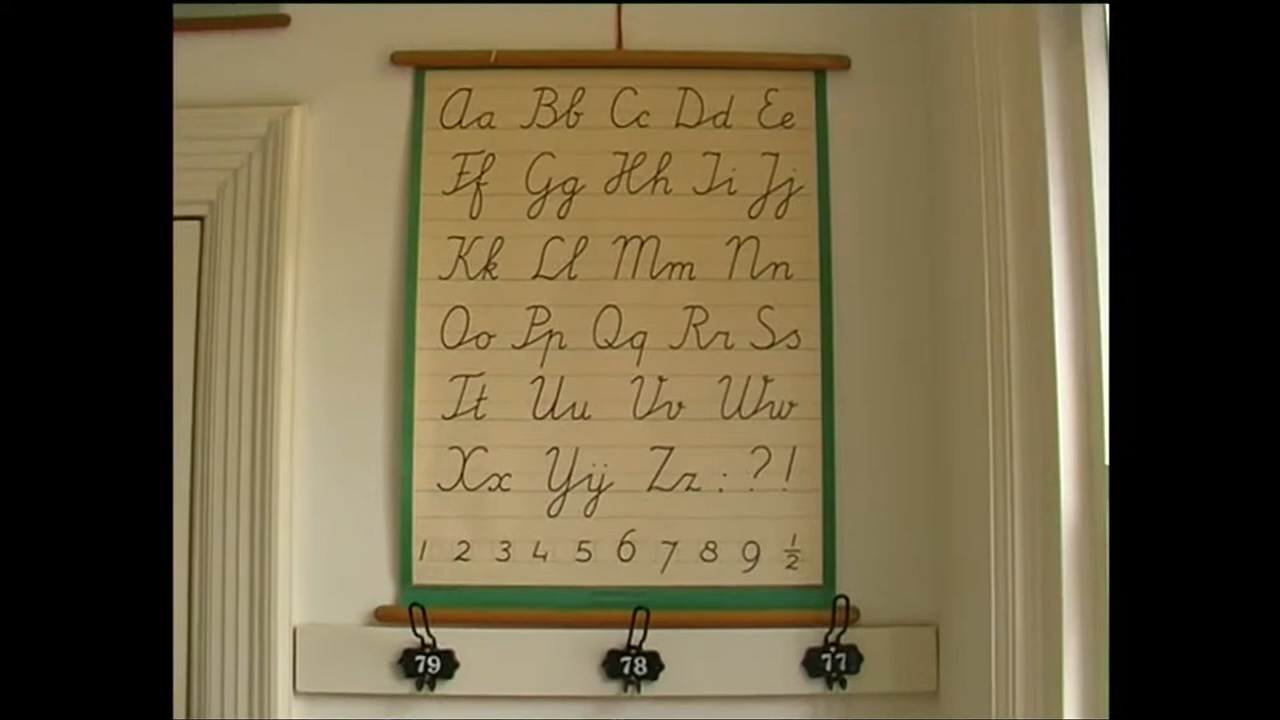 Aa Bb Cc Dd Ee
Ff Gg Hh Ii Jj
Kk Ll Mm Nn
Oo Pp Qq Rr Ss
Tt Uu Vv Ww
Xx Yÿ Zz : ? !
1 2 3 4 5 6 7 8 9 ½
79 78 77